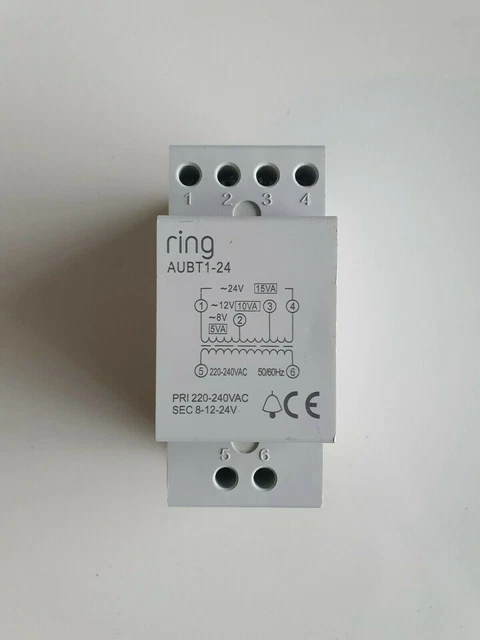 1 2 3 4
ring
AUBT1-24
~24V 15VA
1 ~12V 10VA 3 4
~8V 2
5VA
5 220-240VAC 50/60Hz 6
PRI 220-240VAC
SEC 8-12-24V CE
5 6